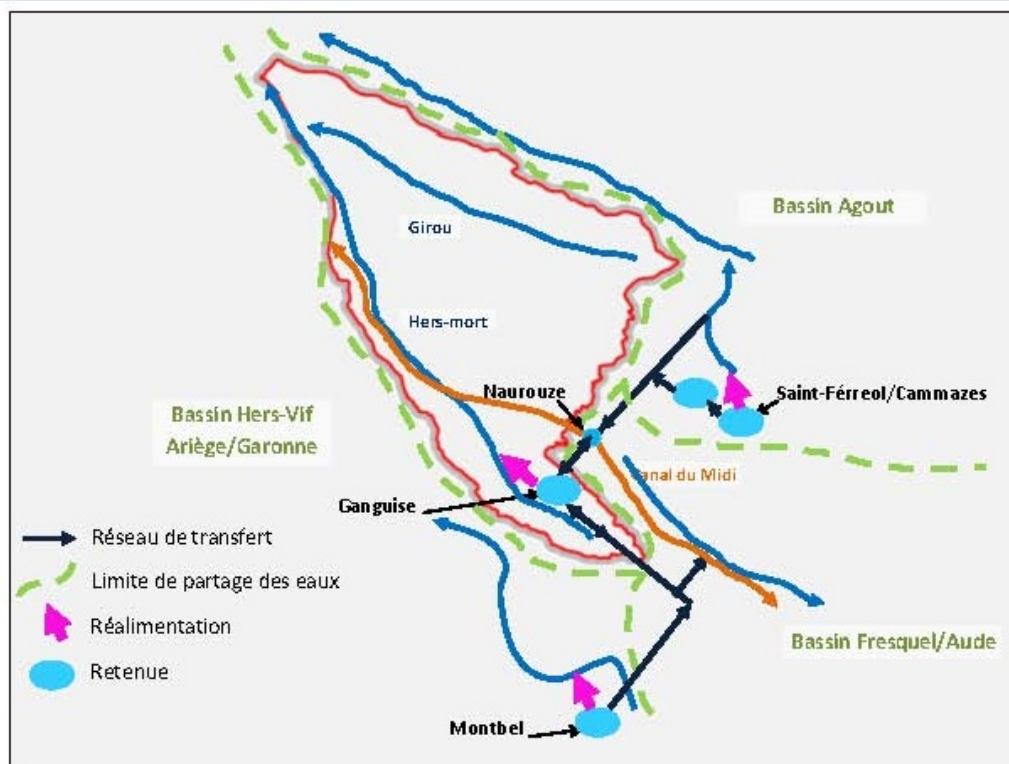 Bassin Agout
Girou
Hers-mort
Naurouze
Saint-Férreol/Cammazes
Bassin Hers-Vif
Ariège/Garonne
Canal du Midi
Ganguise
Réseau de transfert
Limite de partage des eaux
Réalimentation
Bassin Fresquel/Aude
Retenue
Montbel